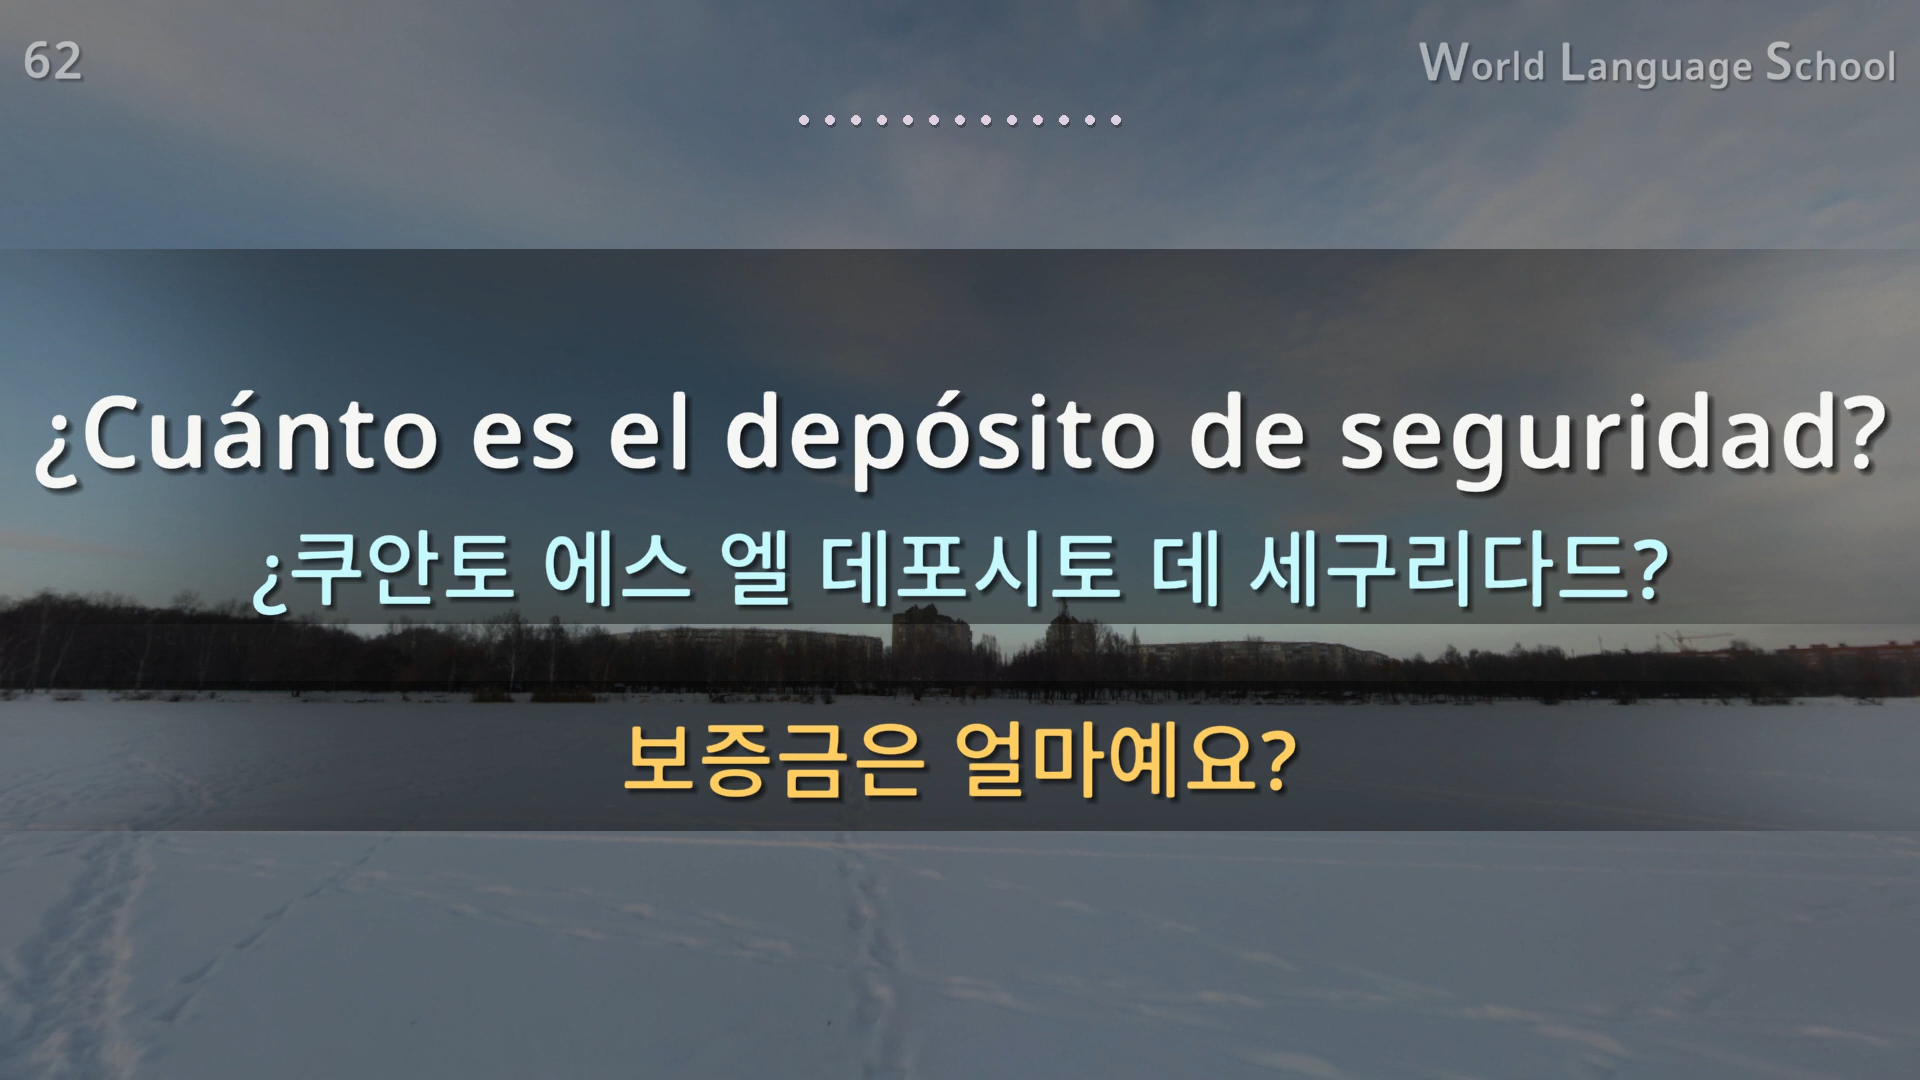 62
World Language School
¿Cuánto es el depósito de seguridad?
¿쿠안토 에스 엘 데포시토 데 세구리다드?
보증금은 얼마예요?